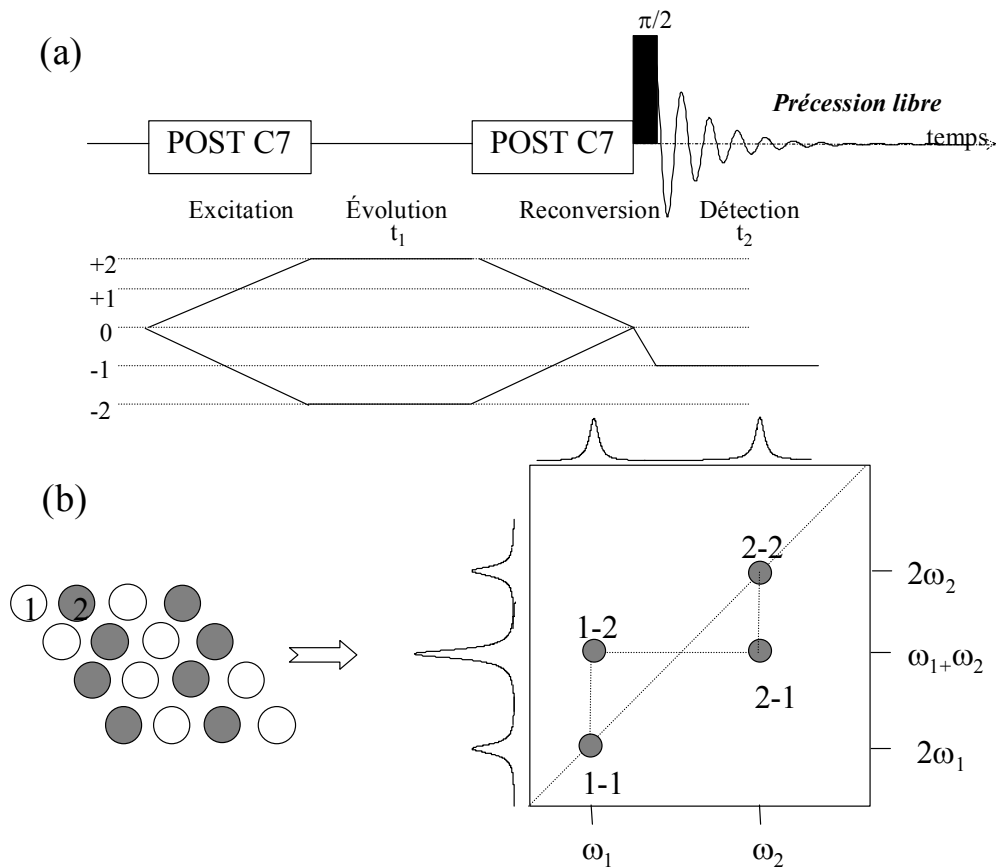 (a)
π/2
Précession libre
POST C7
POST C7
temps
Excitation
Évolution
Reconversion
Détection
t₁
t₂
+2
+1
0
-1
-2
(b)
1 2
2-2
1-2
2-1
1-1
2ω₂
ω₁₊ω₂
2ω₁
ω₁
ω₂